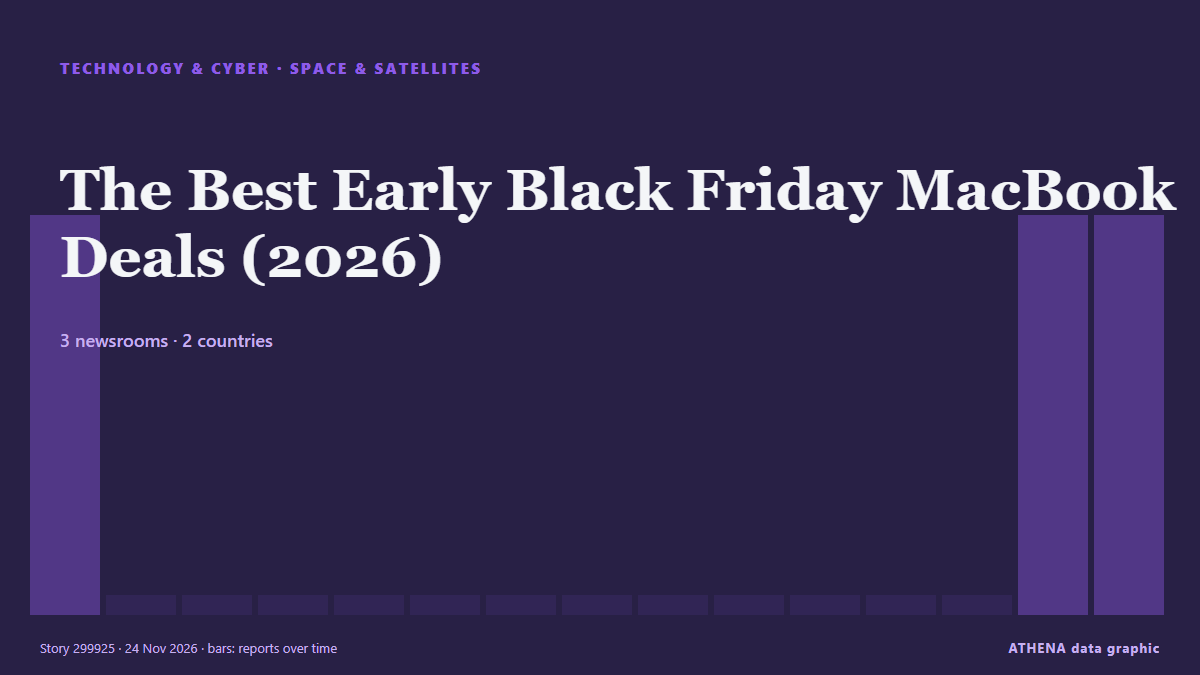 TECHNOLOGY & CYBER · SPACE & SATELLITES
The Best Early Black Friday MacBook
Deals (2026)
3 newsrooms · 2 countries
Story 299925 · 24 Nov 2026 · bars: reports over time
ATHENA data graphic